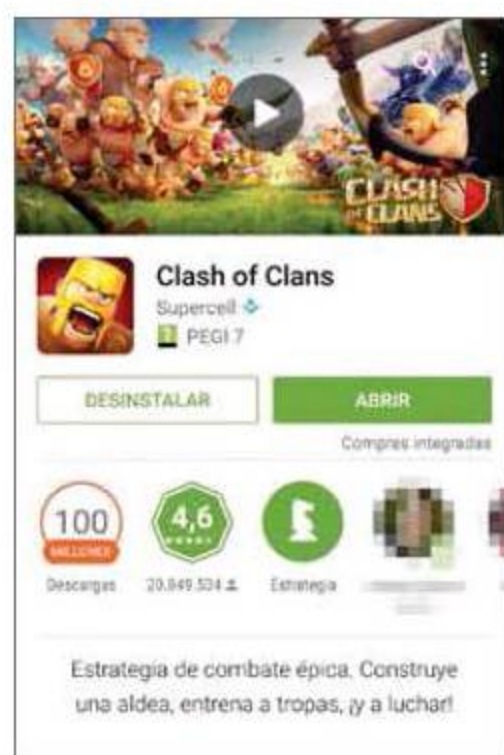 CLASH
OF CLANS
Clash of Clans
Supercell
7 PEGI 7
DESINSTALAR
ABRIR
Compras integradas
100
MILLONES
4,6
Descargas
20.849.534
Estrategia
Estrategia de combate épica. Construye
una aldea, entrena a tropas, ¡y a luchar!